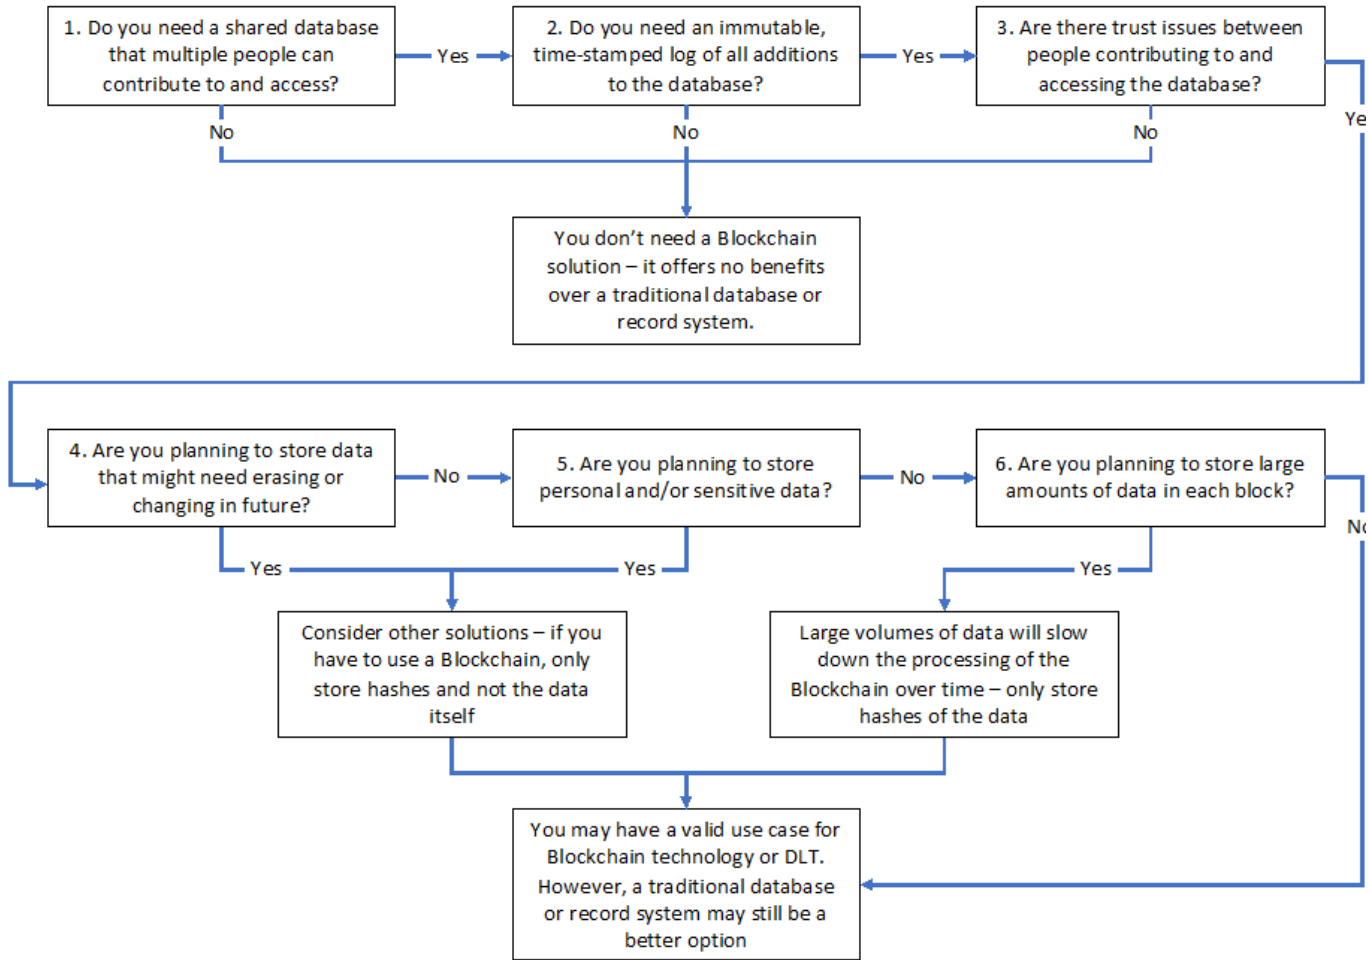 1. Do you need a shared database
that multiple people can
contribute to and access?
Yes
2. Do you need an immutable,
time-stamped log of all additions
to the database?
Yes
3. Are there trust issues between
people contributing to and
accessing the database?
Ye
No
No
No
You don’t need a Blockchain
solution – it offers no benefits
over a traditional database or
record system.
4. Are you planning to store data
that might need erasing or
changing in future?
No
5. Are you planning to store
personal and/or sensitive data?
No
6. Are you planning to store large
amounts of data in each block?
No
Yes
Yes
Yes
Consider other solutions – if you
have to use a Blockchain, only
store hashes and not the data
itself
Large volumes of data will slow
down the processing of the
Blockchain over time – only store
hashes of the data
You may have a valid use case for
Blockchain technology or DLT.
However, a traditional database
or record system may still be a
better option